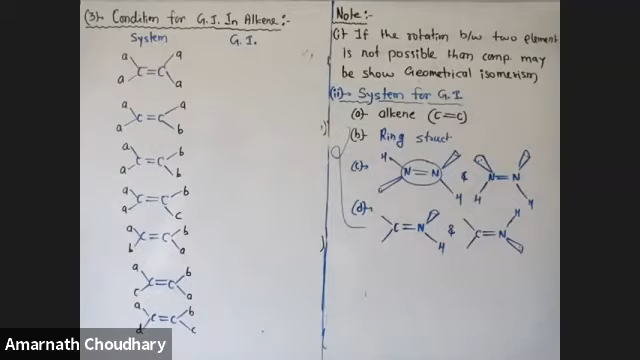 (3) Condition for G.I. In Alkene:-
System G.I.
a a
C=C
a a
a a
C=C
a b
a b
C=C
a b
a b
C=C
a c
a b
C=C
b a
a b
C=C
c a
a b
C=C
d c
Amarnath Choudhary
Note:-
(i) If the rotation b/w two element
is not possible than comp. may
be show Geometrical isomerism
(ii)→ System for G.I
(a) alkene (C=C)
(b) Ring struct
(c)→ H N=N H & N=N H H
(d)→ C=N H & C=N H